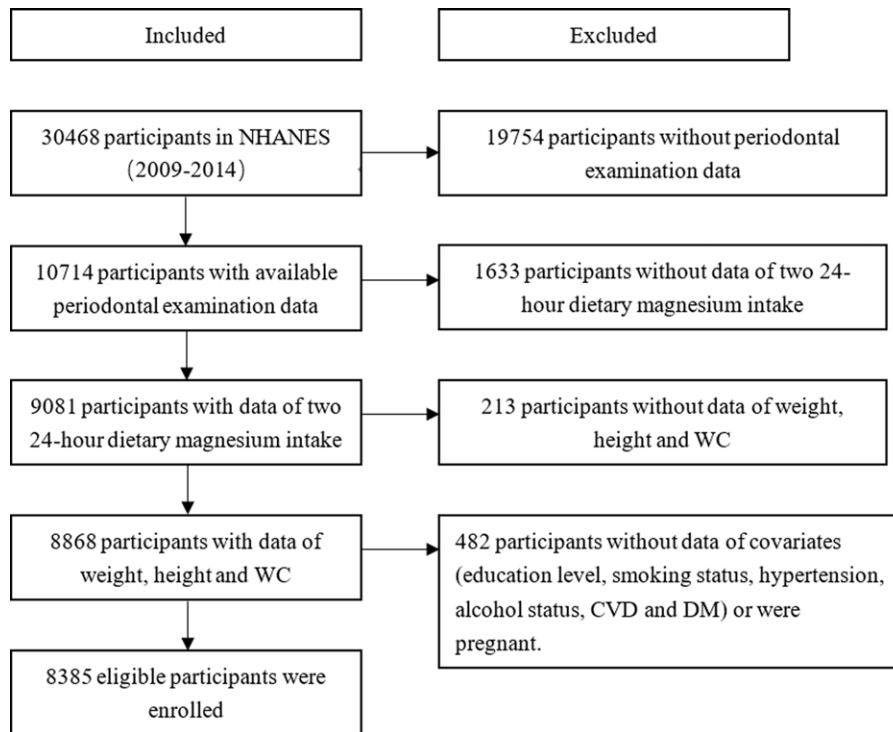 Included
Excluded
30468 participants in NHANES
(2009-2014)
19754 participants without periodontal
examination data
10714 participants with available
periodontal examination data
1633 participants without data of two 24-
hour dietary magnesium intake
9081 participants with data of two
24-hour dietary magnesium intake
213 participants without data of weight,
height and WC
8868 participants with data of
weight, height and WC
482 participants without data of covariates
(education level, smoking status, hypertension,
alcohol status, CVD and DM) or were
pregnant.
8385 eligible participants were
enrolled